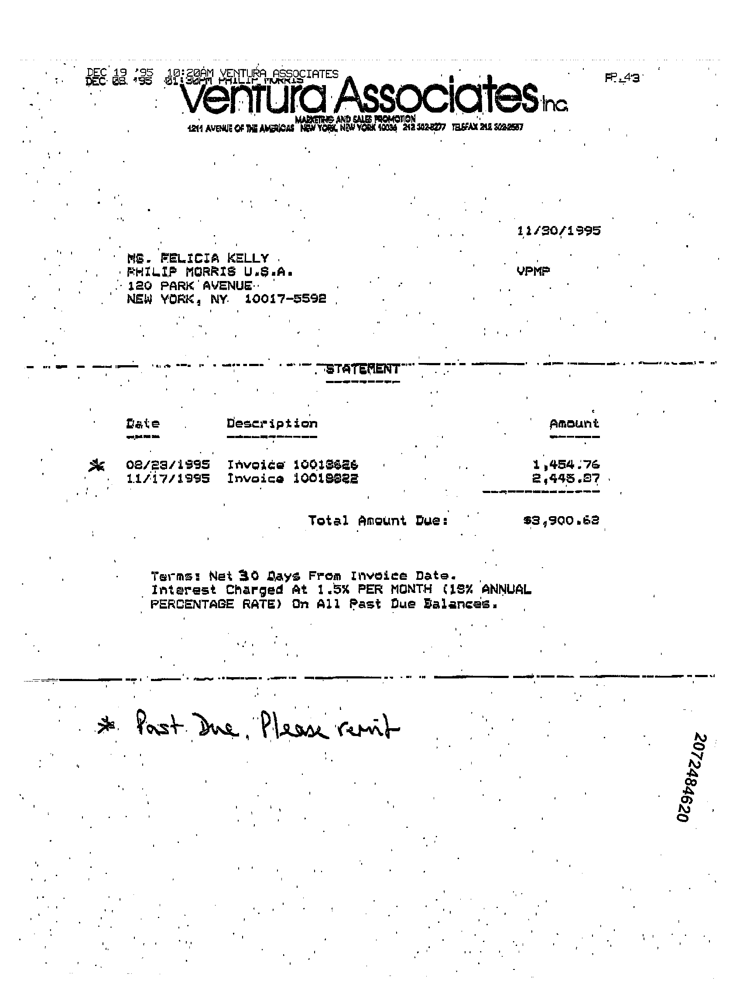 DEC 19 '95 10:20AM VENTURA ASSOCIATES
DEC 08 '95 01:30PM PHILIP MORRIS
Ventura Associates Inc.
MARKETING AND SALES PROMOTION
1211 AVENUE OF THE AMERICAS NEW YORK, NEW YORK 10036 212 302-8277 TELEFAX 212 302-2587
11/30/1995
MS. FELICIA KELLY
PHILIP MORRIS U.S.A.
VPMP
120 PARK AVENUE
NEW YORK, NY 10017-5592
STATEMENT
Date Description Amount
* 08/23/1995 Invoice 10018626 1,454.76
11/17/1995 Invoice 10018822 2,445.87
Total Amount Due: $3,900.63
Terms: Net 30 Days From Invoice Date.
Interest Charged At 1.5% PER MONTH (18% ANNUAL
PERCENTAGE RATE) On All Past Due Balances.
* Past Due, Please remit
2072484620